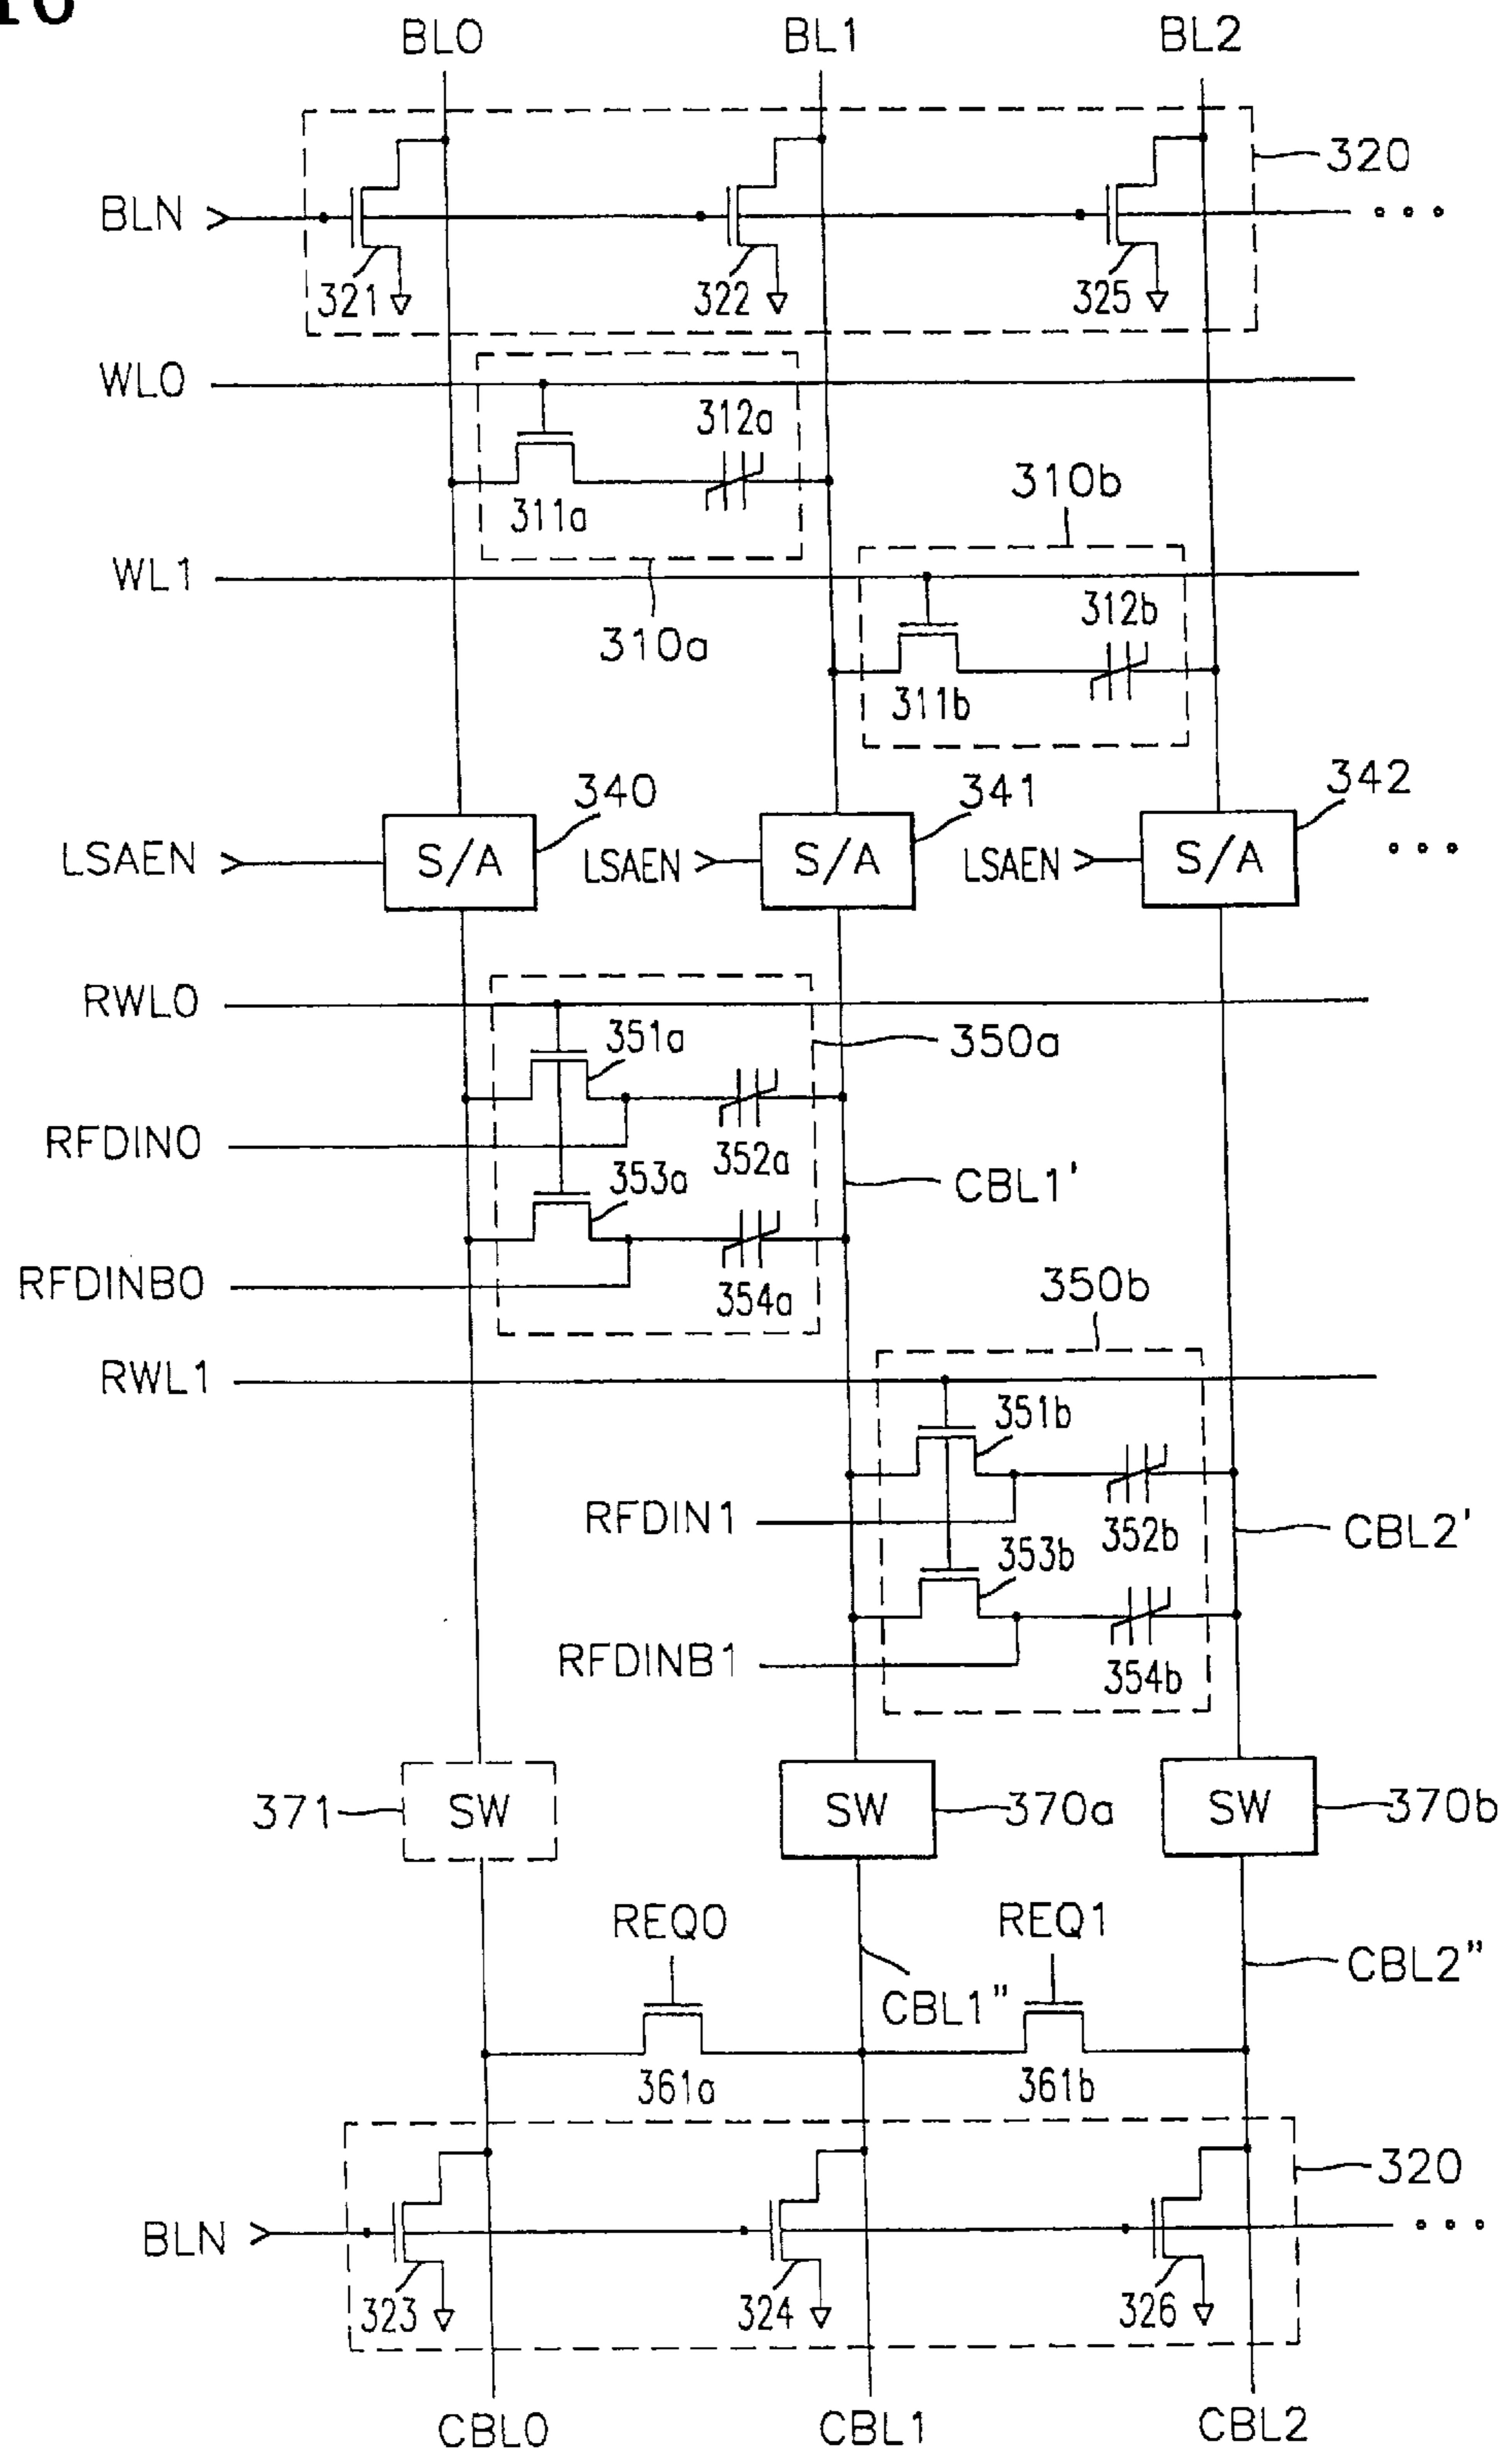 BL0 BL1 BL2
320
BLN
321 322 325
WL0
312a
311a
310b
WL1
312b
310a
311b
340 341 342
LSAEN S/A LSAEN S/A LSAEN S/A
RWL0
351a 350a
RFDIN0 352a
353a CBL1'
RFDINB0 354a
350b
RWL1
351b
RFDIN1 352b CBL2'
353b
RFDINB1 354b
371 SW SW 370a SW 370b
REQ0 REQ1
CBL2"
CBL1"
361a 361b
320
BLN
323 324 326
CBL0 CBL1 CBL2